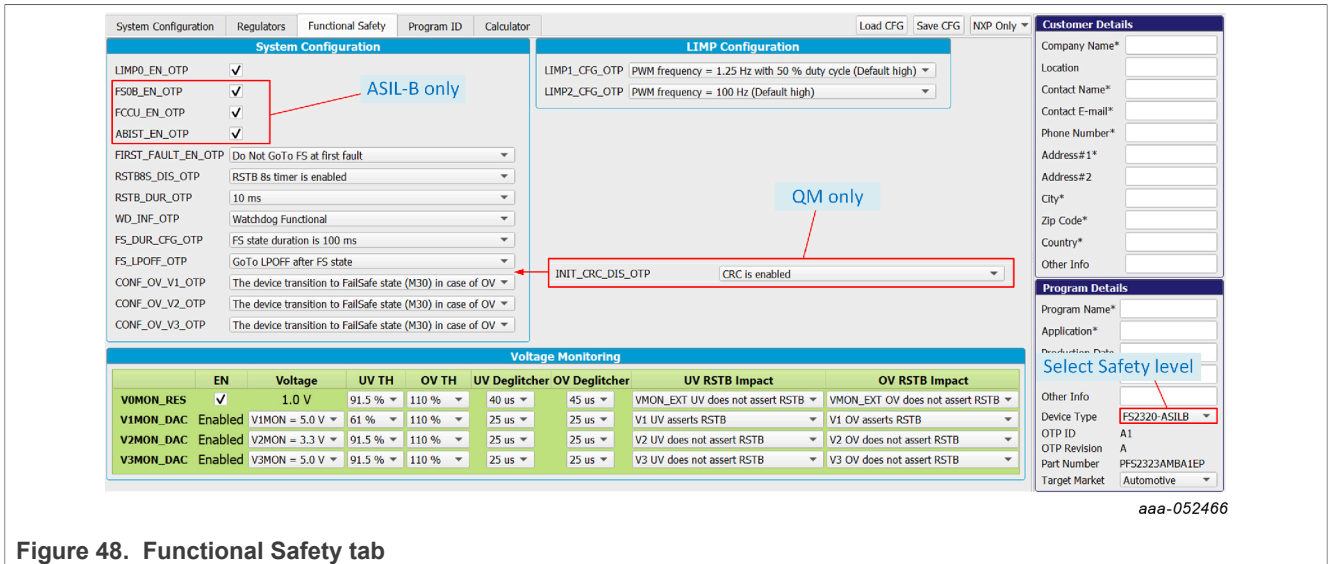 System Configuration Regulators Functional Safety Program ID Calculator Load CFG Save CFG NXP Only
System Configuration
LIMP0_EN_OTP
FS0B_EN_OTP
FCCU_EN_OTP
ABIST_EN_OTP
ASIL-B only
FIRST_FAULT_EN_OTP Do Not GoTo FS at first fault
RSTB8S_DIS_OTP RSTB 8s timer is enabled
RSTB_DUR_OTP 10 ms
WD_INF_OTP Watchdog Functional
FS_DUR_CFG_OTP FS state duration is 100 ms
FS_LPOFF_OTP GoTo LPOFF after FS state
CONF_OV_V1_OTP The device transition to FailSafe state (M30) in case of OV
CONF_OV_V2_OTP The device transition to FailSafe state (M30) in case of OV
CONF_OV_V3_OTP The device transition to FailSafe state (M30) in case of OV
LIMP Configuration
LIMP1_CFG_OTP PWM frequency = 1.25 Hz with 50 % duty cycle (Default high)
LIMP2_CFG_OTP PWM frequency = 100 Hz (Default high)
QM only
INIT_CRC_DIS_OTP CRC is enabled
Voltage Monitoring
EN Voltage UV TH OV TH UV Deglitcher OV Deglitcher UV RSTB Impact OV RSTB Impact
V0MON_RES 1.0 V 91.5 % 110 % 40 us 45 us VMON_EXT UV does not assert RSTB VMON_EXT OV does not assert RSTB
V1MON_DAC Enabled V1MON = 5.0 V 61 % 110 % 25 us 25 us V1 UV asserts RSTB V1 OV asserts RSTB
V2MON_DAC Enabled V2MON = 3.3 V 91.5 % 110 % 25 us 25 us V2 UV does not assert RSTB V2 OV does not assert RSTB
V3MON_DAC Enabled V3MON = 5.0 V 91.5 % 110 % 25 us 25 us V3 UV does not assert RSTB V3 OV does not assert RSTB
Customer Details
Company Name*
Location
Contact Name*
Contact E-mail*
Phone Number*
Address#1*
Address#2
City*
Zip Code*
Country*
Other Info
Program Details
Program Name*
Application*
Production Date
Select Safety level
Other Info
Device Type FS2320-ASILB
OTP ID A1
OTP Revision A
Part Number PFS2323AMBA1EP
Target Market Automotive
aaa-052466
Figure 48. Functional Safety tab